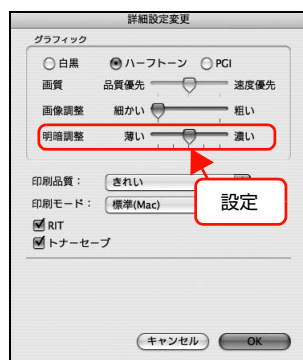 詳細設定変更
グラフィック
白黒 ハーフトーン PGI
画質 品質優先 速度優先
画像調整 細かい 粗い
明暗調整 薄い 濃い
印刷品質： きれい
印刷モード： 標準(Mac)
設定
RIT
トナーセーブ
キャンセル OK